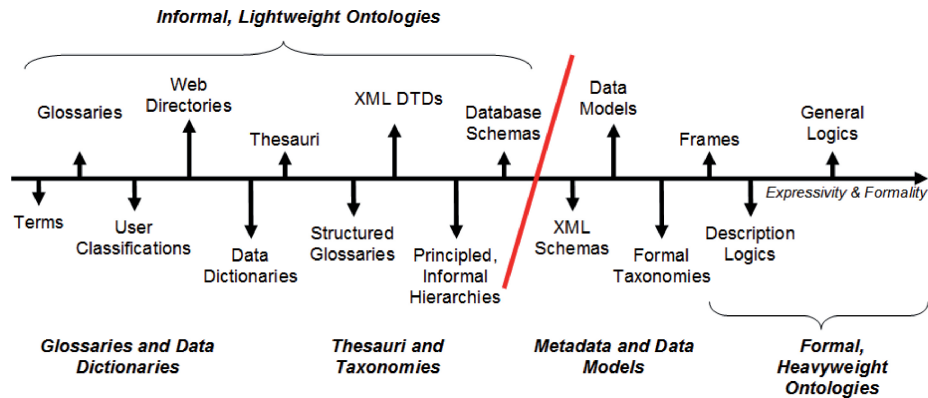 Informal, Lightweight Ontologies
Glossaries
Web
Directories
Thesauri
XML DTDs
Database
Schemas
Data
Models
Frames
General
Logics
Expressivity & Formality
Terms
User
Classifications
Data
Dictionaries
Structured
Glossaries
Principled,
Informal
Hierarchies
XML
Schemas
Formal
Taxonomies
Description
Logics
Glossaries and Data
Dictionaries
Thesauri and
Taxonomies
Metadata and Data
Models
Formal,
Heavyweight
Ontologies